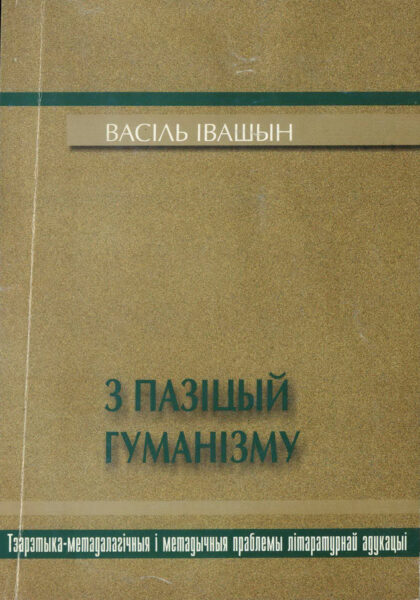 ВАСІЛЬ ІВАШЫН
З ПАЗІЦЫЙ
ГУМАНІЗМУ
Тэарэтыка-метадалагічныя і метадычныя праблемы літаратурнай адукацыі